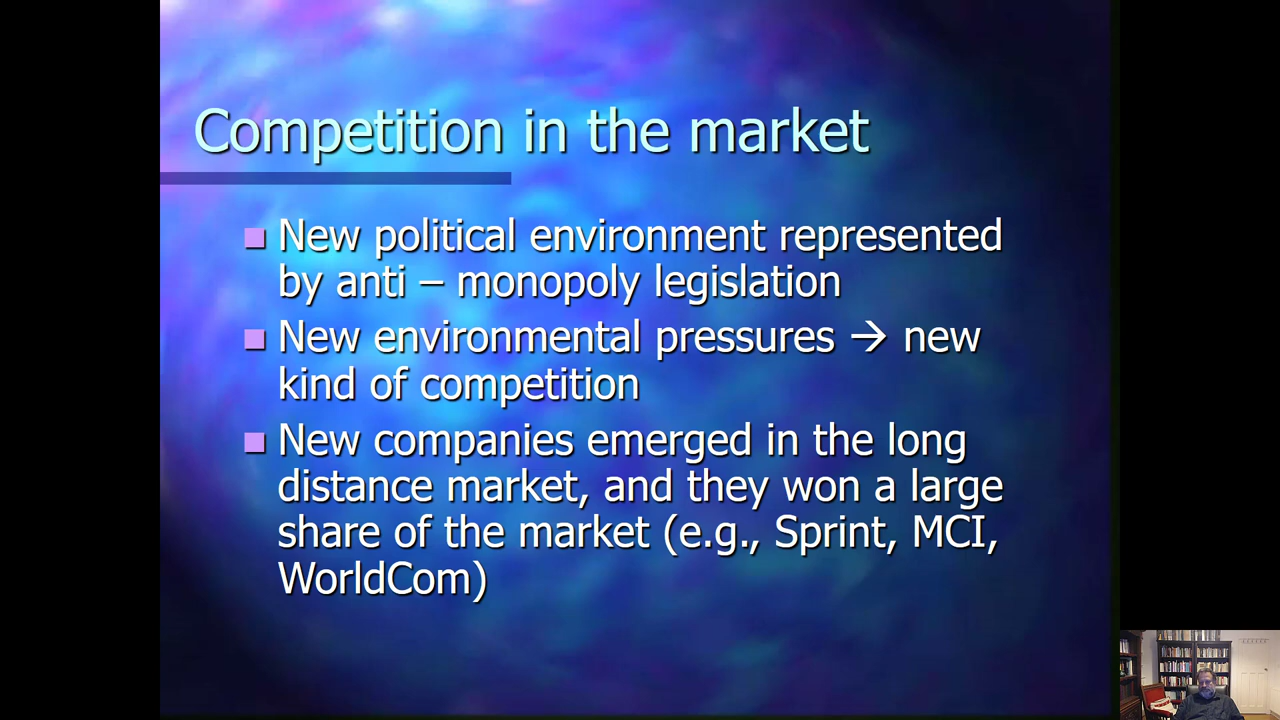 Competition in the market
New political environment represented
by anti – monopoly legislation
New environmental pressures → new
kind of competition
New companies emerged in the long
distance market, and they won a large
share of the market (e.g., Sprint, MCI,
WorldCom)